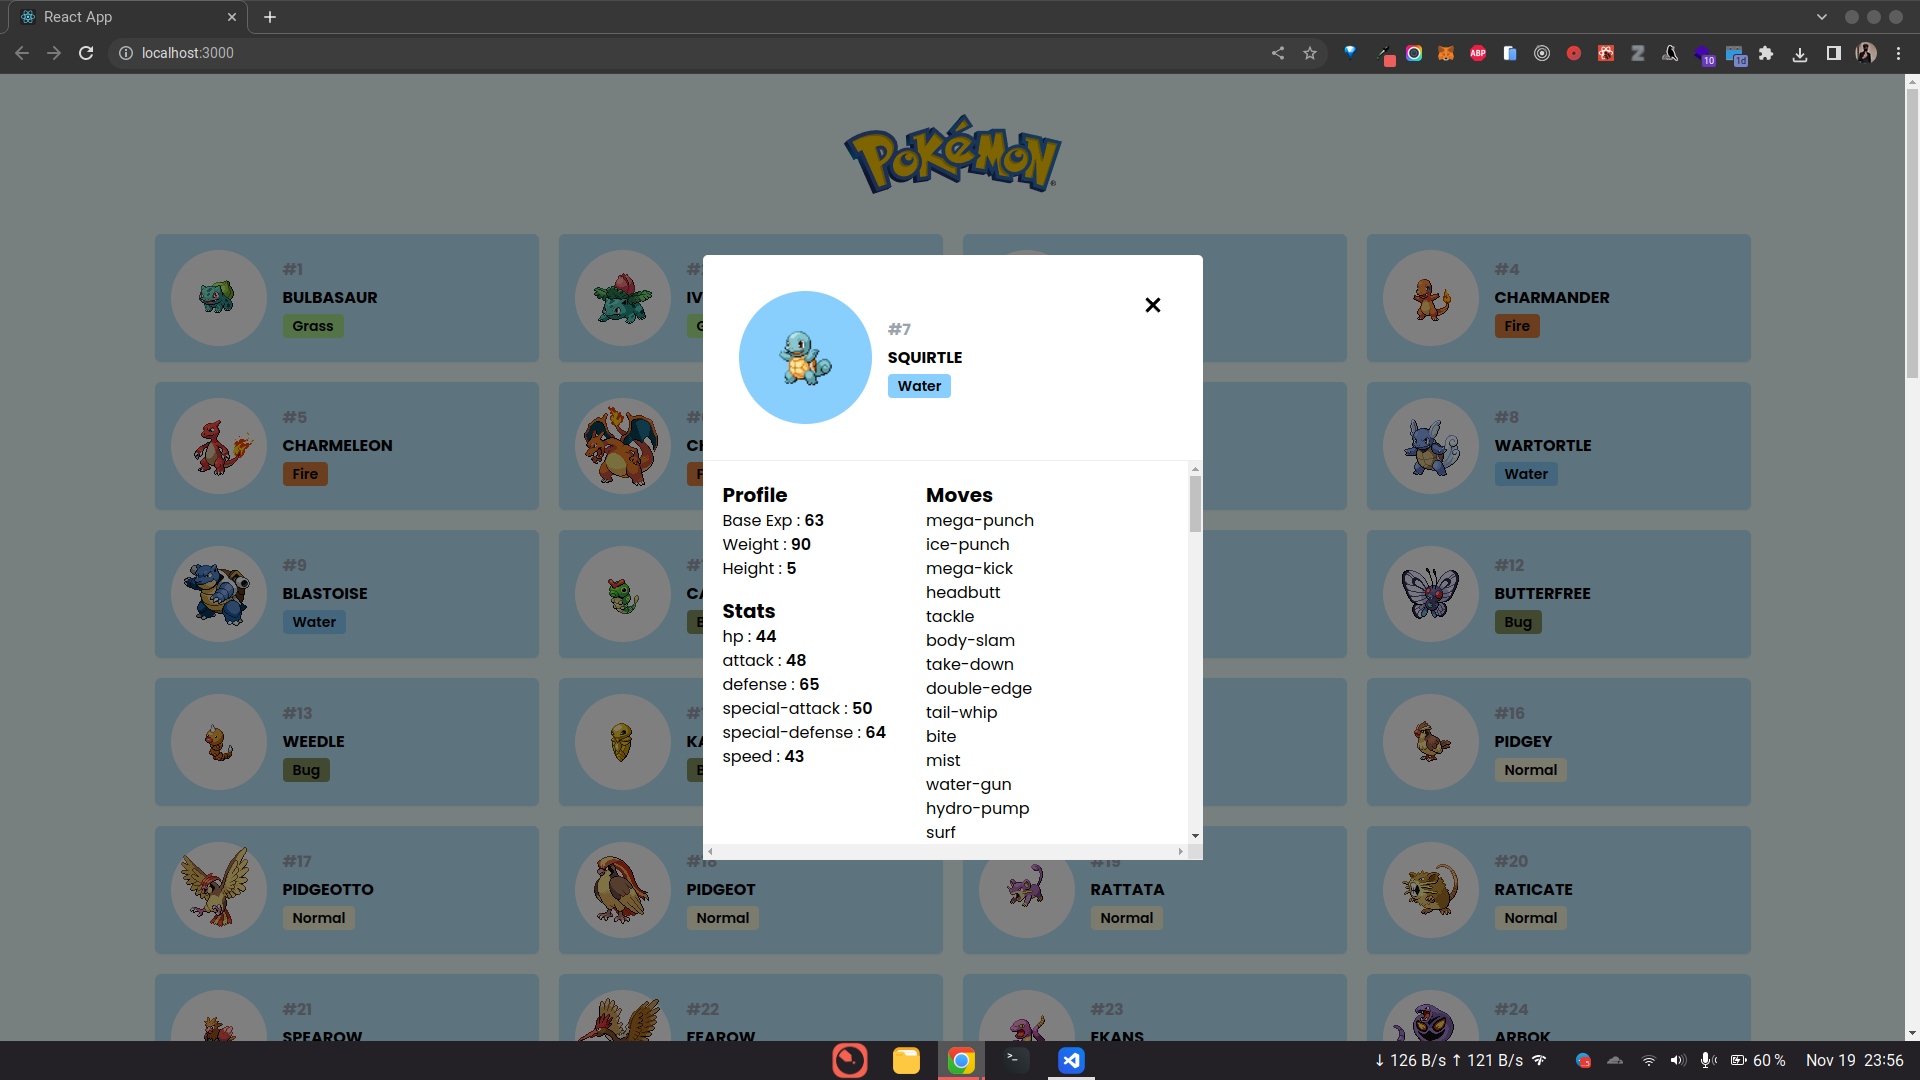 React App
localhost:3000
ABP
10
1d
POKéMON
®
#1
BULBASAUR
Grass
#4
CHARMANDER
Fire
#7
SQUIRTLE
Water
#5
CHARMELEON
Fire
#8
WARTORTLE
Water
Profile
Base Exp : 63
Weight : 90
Height : 5
Stats
hp : 44
attack : 48
defense : 65
special-attack : 50
special-defense : 64
speed : 43
Moves
mega-punch
ice-punch
mega-kick
headbutt
tackle
body-slam
take-down
double-edge
tail-whip
bite
mist
water-gun
hydro-pump
surf
#9
BLASTOISE
Water
#12
BUTTERFREE
Bug
#13
WEEDLE
Bug
#16
PIDGEY
Normal
#17
PIDGEOTTO
Normal
#18
PIDGEOT
Normal
#19
RATTATA
Normal
#20
RATICATE
Normal
#21
SPEAROW
#22
FEAROW
#23
EKANS
#24
ARBOK
↓ 126 B/s ↑ 121 B/s
60 %
Nov 19 23:56